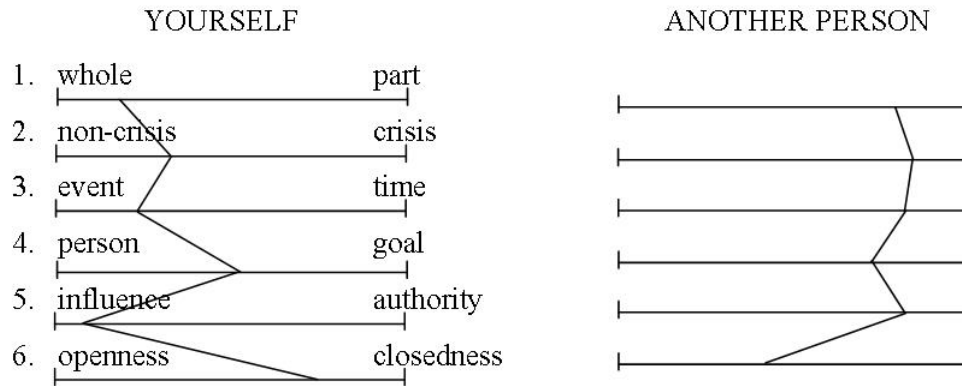 YOURSELF ANOTHER PERSON
1. whole part
2. non-crisis crisis
3. event time
4. person goal
5. influence authority
6. openness closedness